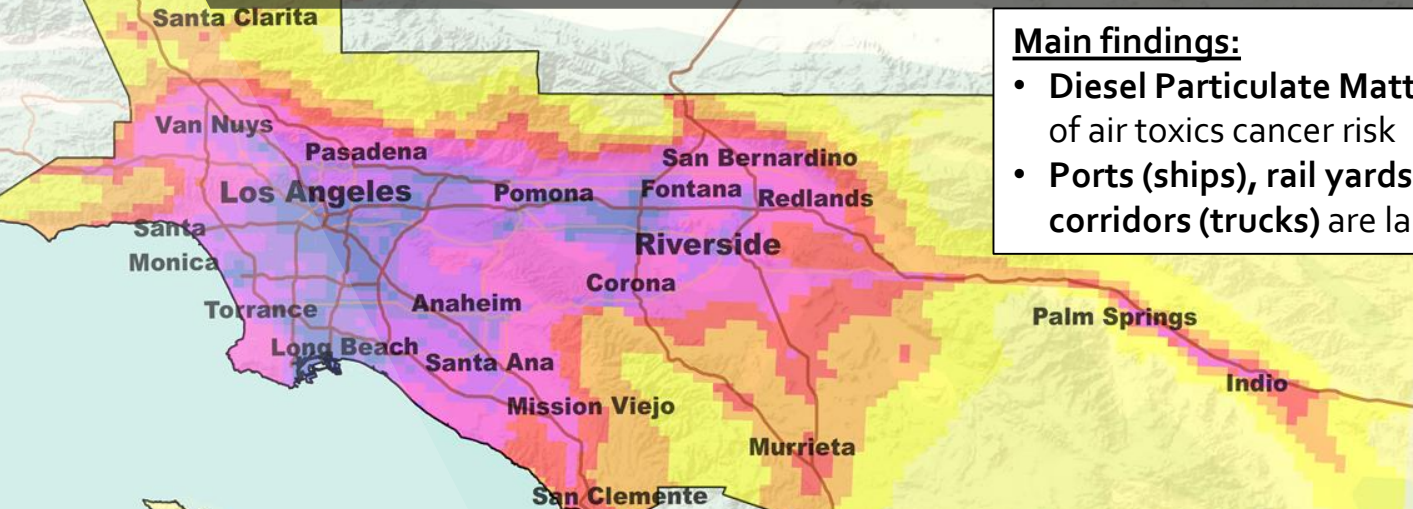 Santa Clarita
Main findings:
• Diesel Particulate Matt
of air toxics cancer risk
• Ports (ships), rail yards
corridors (trucks) are la
Van Nuys
Pasadena
San Bernardino
Los Angeles
Pomona
Fontana
Redlands
Santa
Monica
Riverside
Corona
Torrance
Anaheim
Palm Springs
Long Beach
Santa Ana
Indio
Mission Viejo
Murrieta
San Clemente